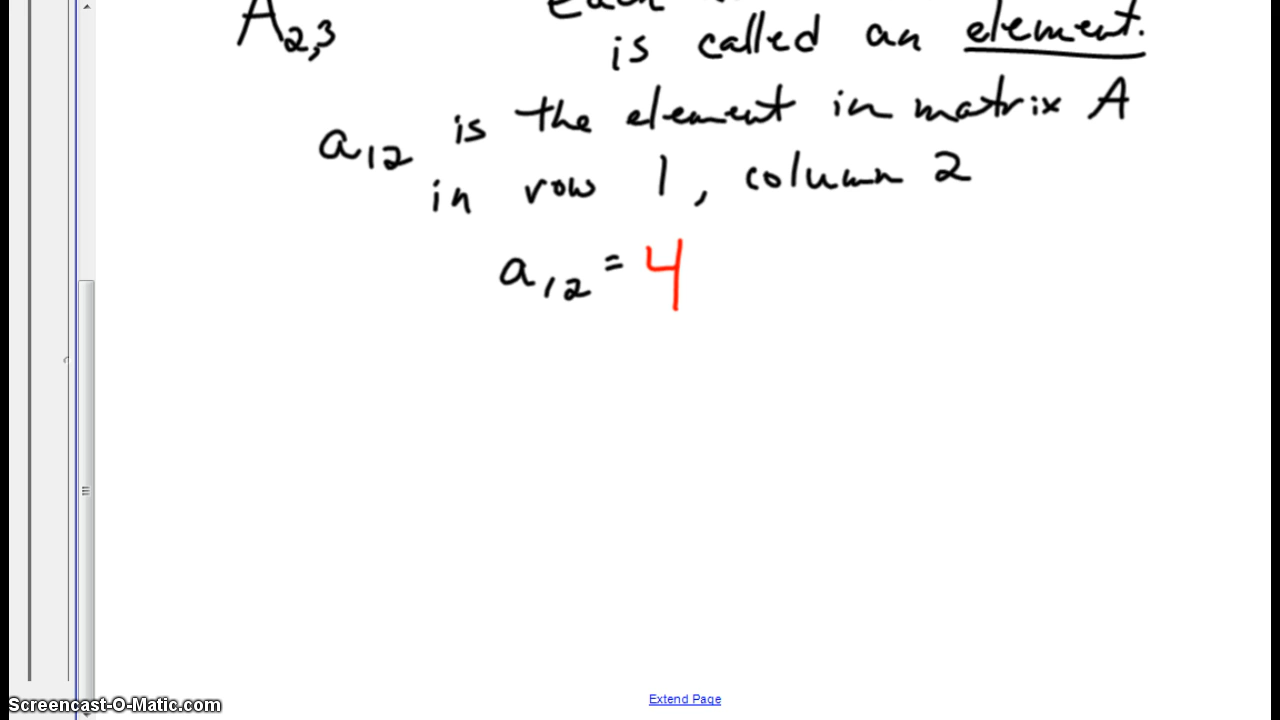 A2,3
is called an element.
a12 is the element in matrix A
in row 1, column 2
a12 = 4
Extend Page
Screencast-O-Matic.com